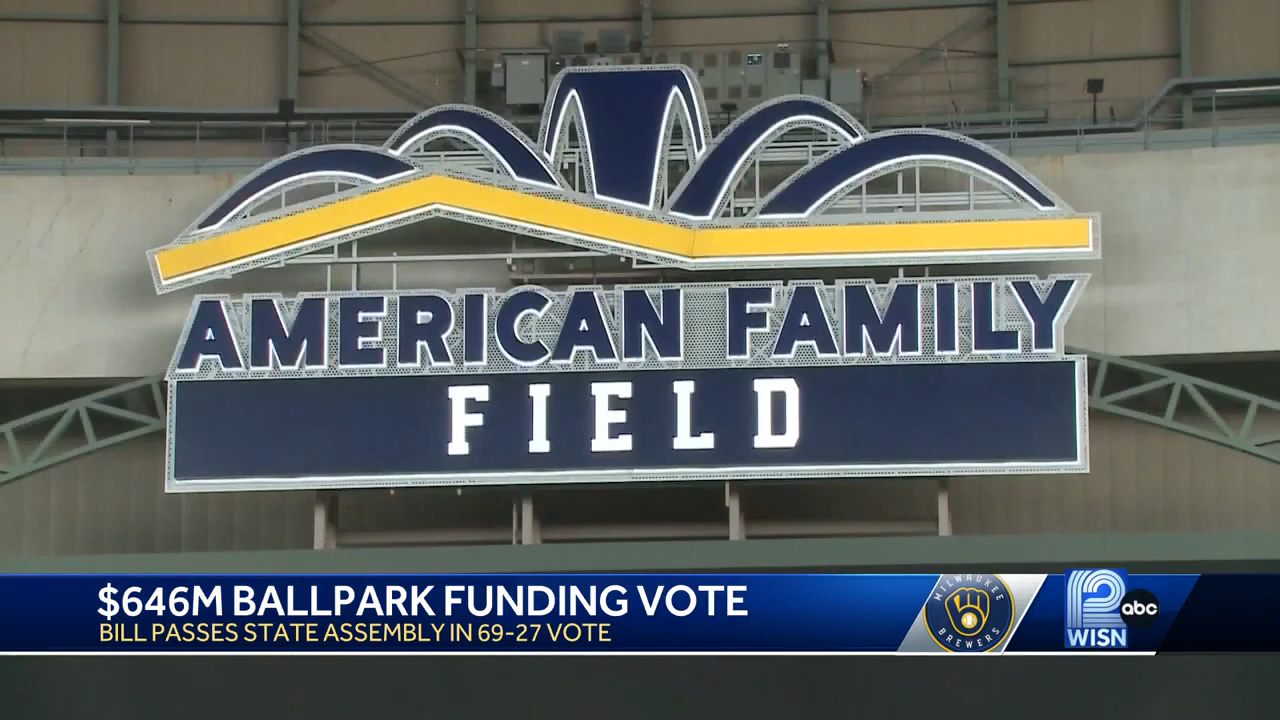 AMERICAN FAMILY
FIELD
$646M BALLPARK FUNDING VOTE
BILL PASSES STATE ASSEMBLY IN 69-27 VOTE
MILWAUKEE
BREWERS
12
abc
WISN